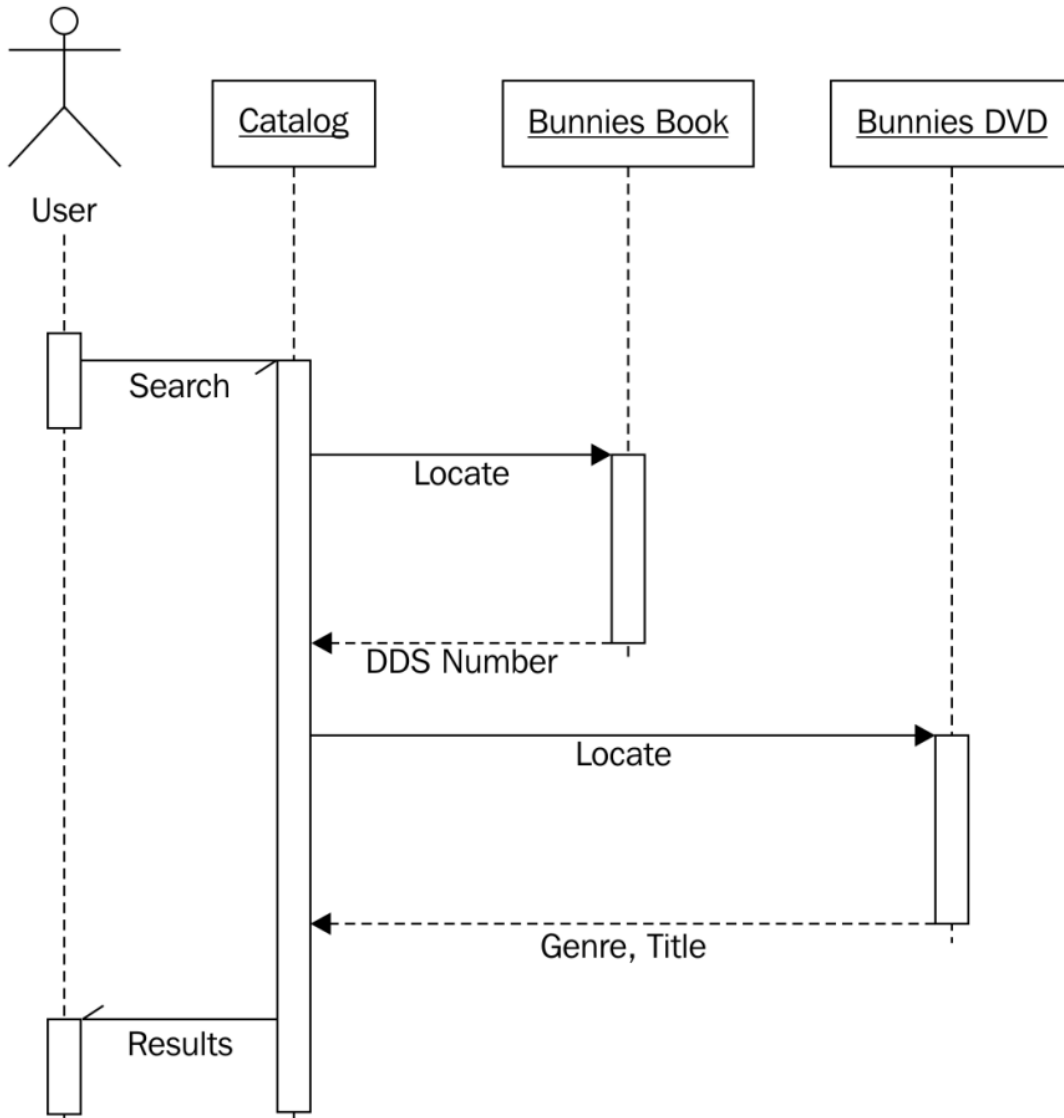 Catalog
Bunnies Book
Bunnies DVD
User
Search
Locate
DDS Number
Locate
Genre, Title
Results